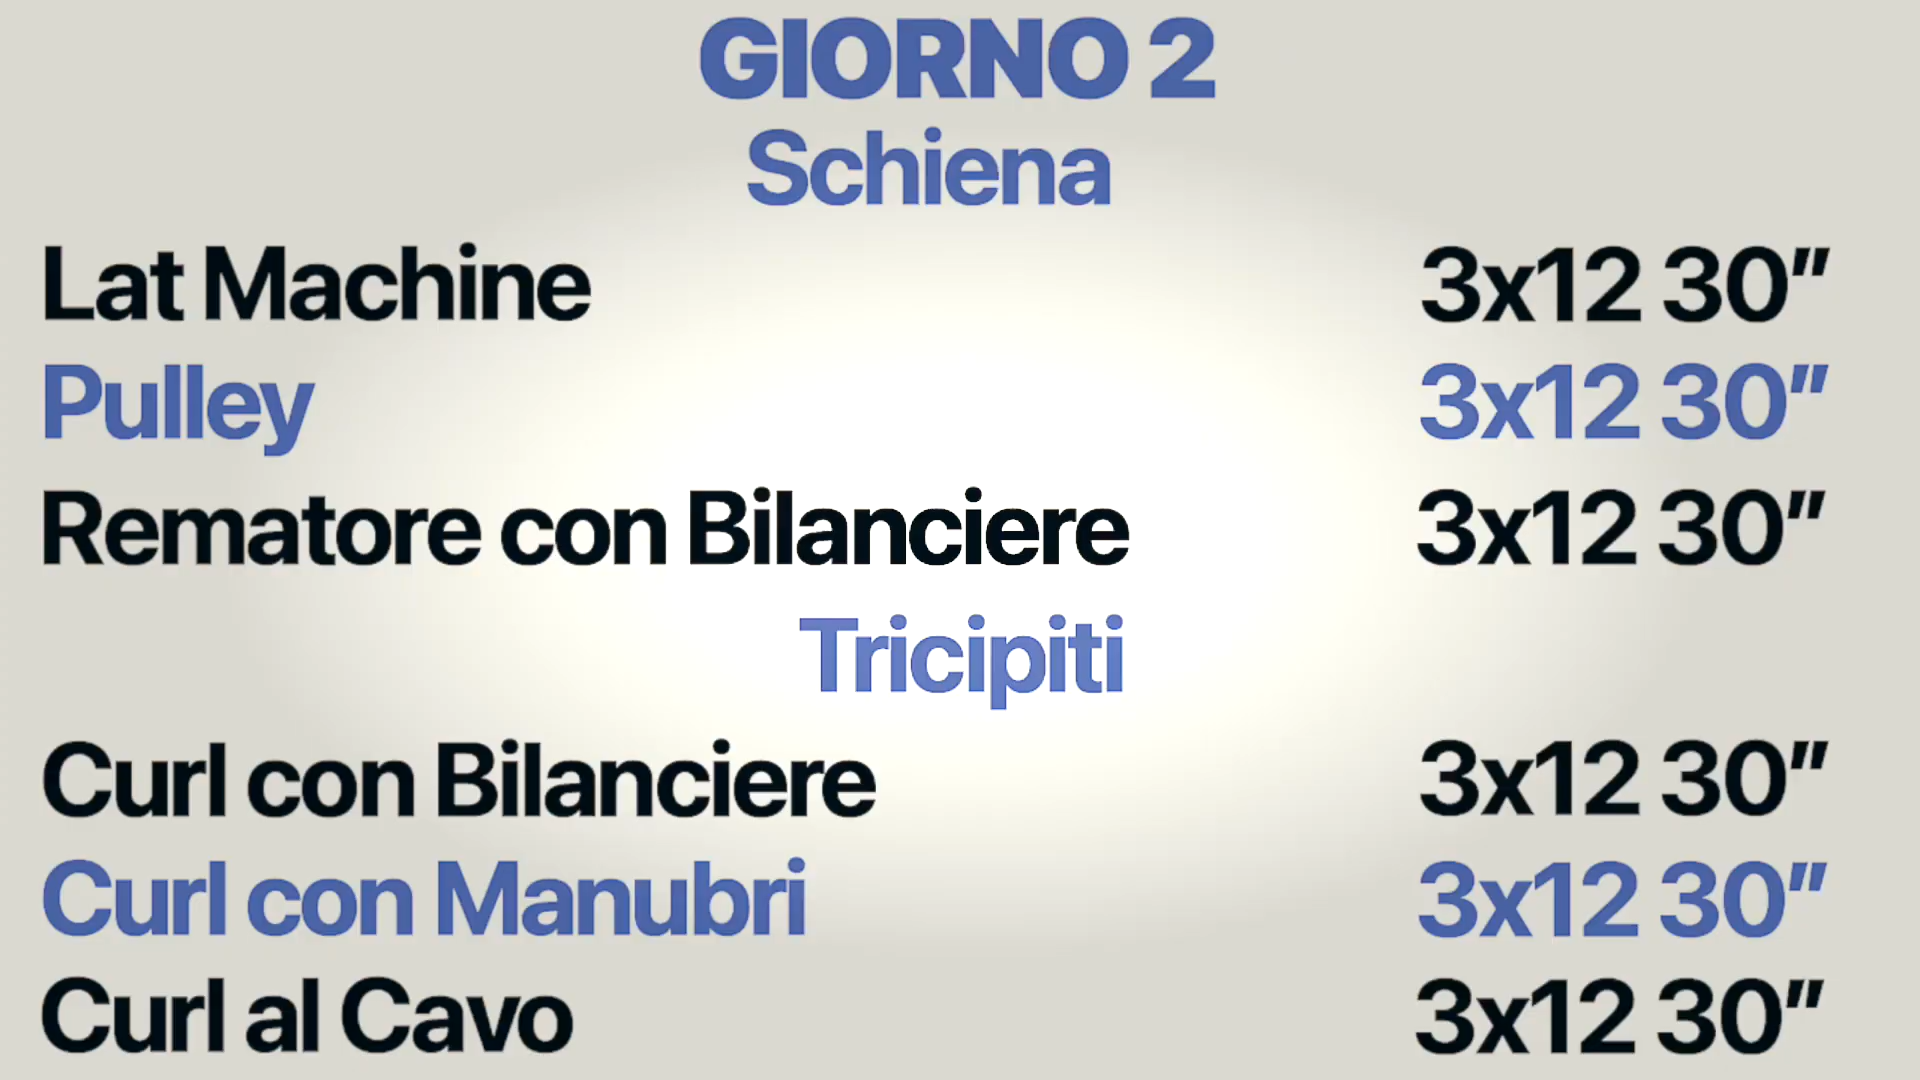 GIORNO 2
Schiena
Lat Machine 3x12 30"
Pulley 3x12 30"
Rematore con Bilanciere 3x12 30"
Tricipiti
Curl con Bilanciere 3x12 30"
Curl con Manubri 3x12 30"
Curl al Cavo 3x12 30"